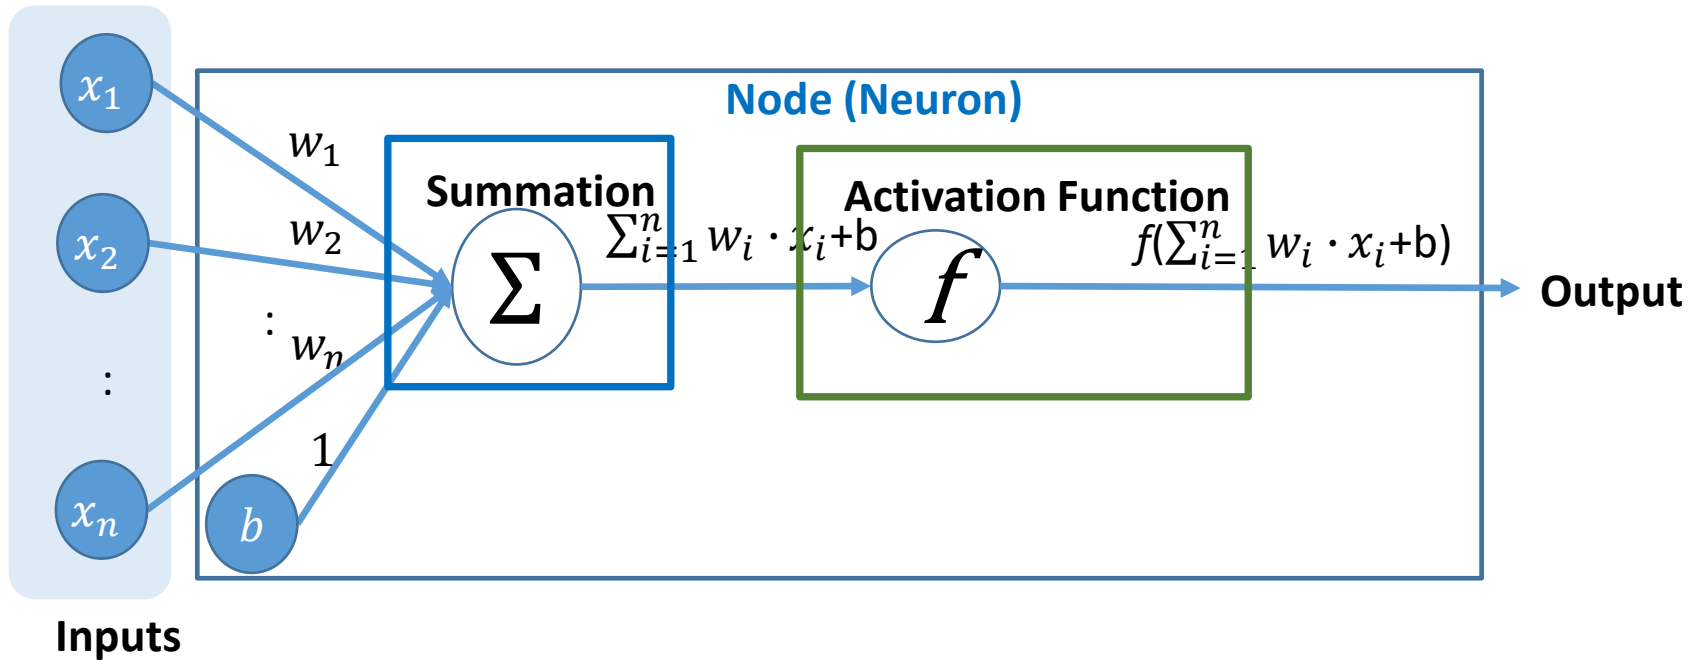 Node (Neuron)
x₁
w₁
Summation
Activation Function
x₂
w₂
∑ⁿᵢ₌₁ wᵢ · xᵢ+b
f(∑ⁿᵢ₌₁ wᵢ · xᵢ+b)
Σ
f
Output
:
wₙ
:
1
xₙ
b
Inputs